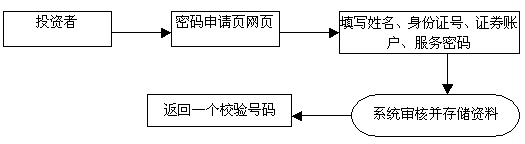 投资者
密码申请页网页
填写姓名、身份证号、证券账
户、服务密码
系统审核并存储资料
返回一个校验号码